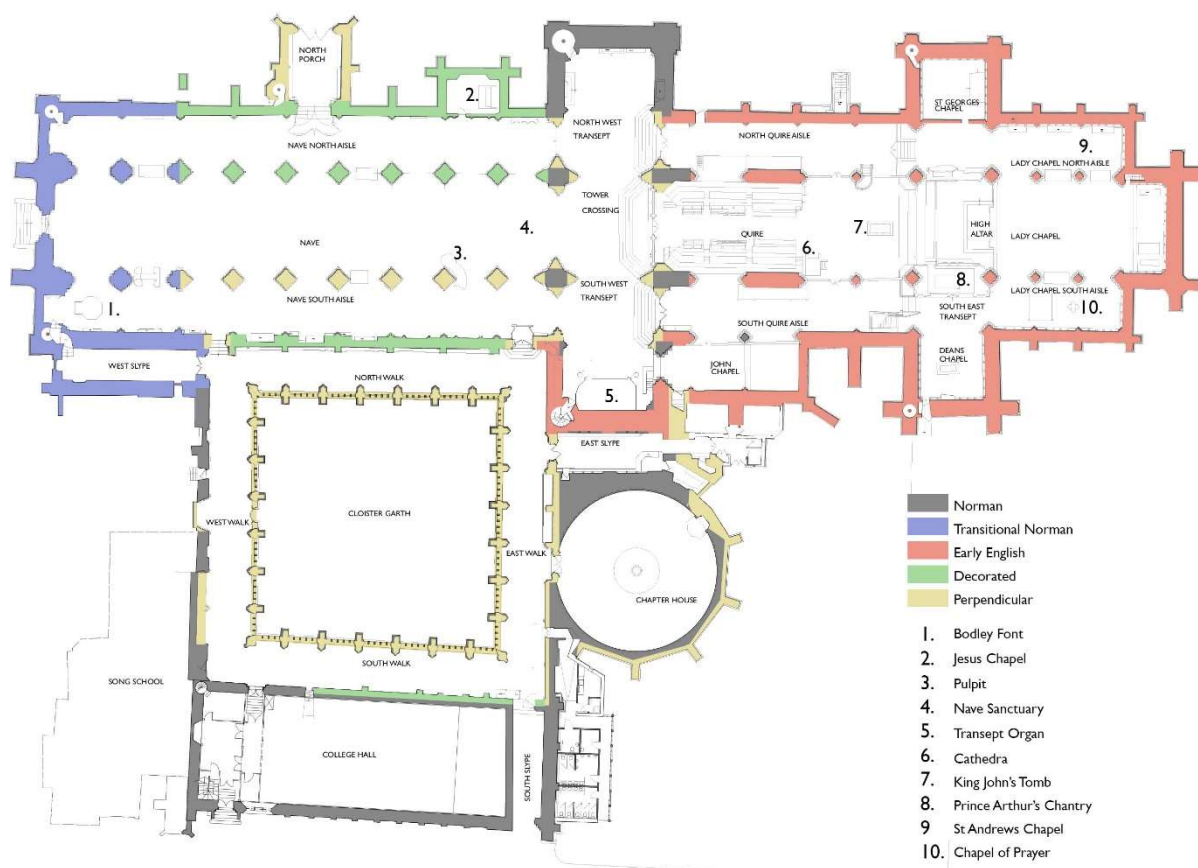 NORTH
PORCH
2.
ST GEORGES
CHAPEL
NORTH WEST
TRANSEPT
NORTH QUIRE AISLE
NAVE NORTH AISLE
9.
LADY CHAPEL NORTH AISLE
TOWER
CROSSING
4.
NAVE
3.
QUIRE
6.
7.
HIGH
ALTAR
LADY CHAPEL
8.
SOUTH WEST
TRANSEPT
NAVE SOUTH AISLE
1.
LADY CHAPEL SOUTH AISLE
10.
SOUTH EAST
TRANSEPT
SOUTH QUIRE AISLE
WEST SLYPE
NORTH WALK
JOHN
CHAPEL
DEANS
CHAPEL
5.
EAST SLYPE
CLOISTER GARTH
WEST WALK
EAST WALK
CHAPTER HOUSE
SOUTH WALK
SONG SCHOOL
COLLEGE HALL
SOUTH SLYPE
Norman
Transitional Norman
Early English
Decorated
Perpendicular
1. Bodley Font
2. Jesus Chapel
3. Pulpit
4. Nave Sanctuary
5. Transept Organ
6. Cathedra
7. King John's Tomb
8. Prince Arthur's Chantry
9 St Andrews Chapel
10. Chapel of Prayer